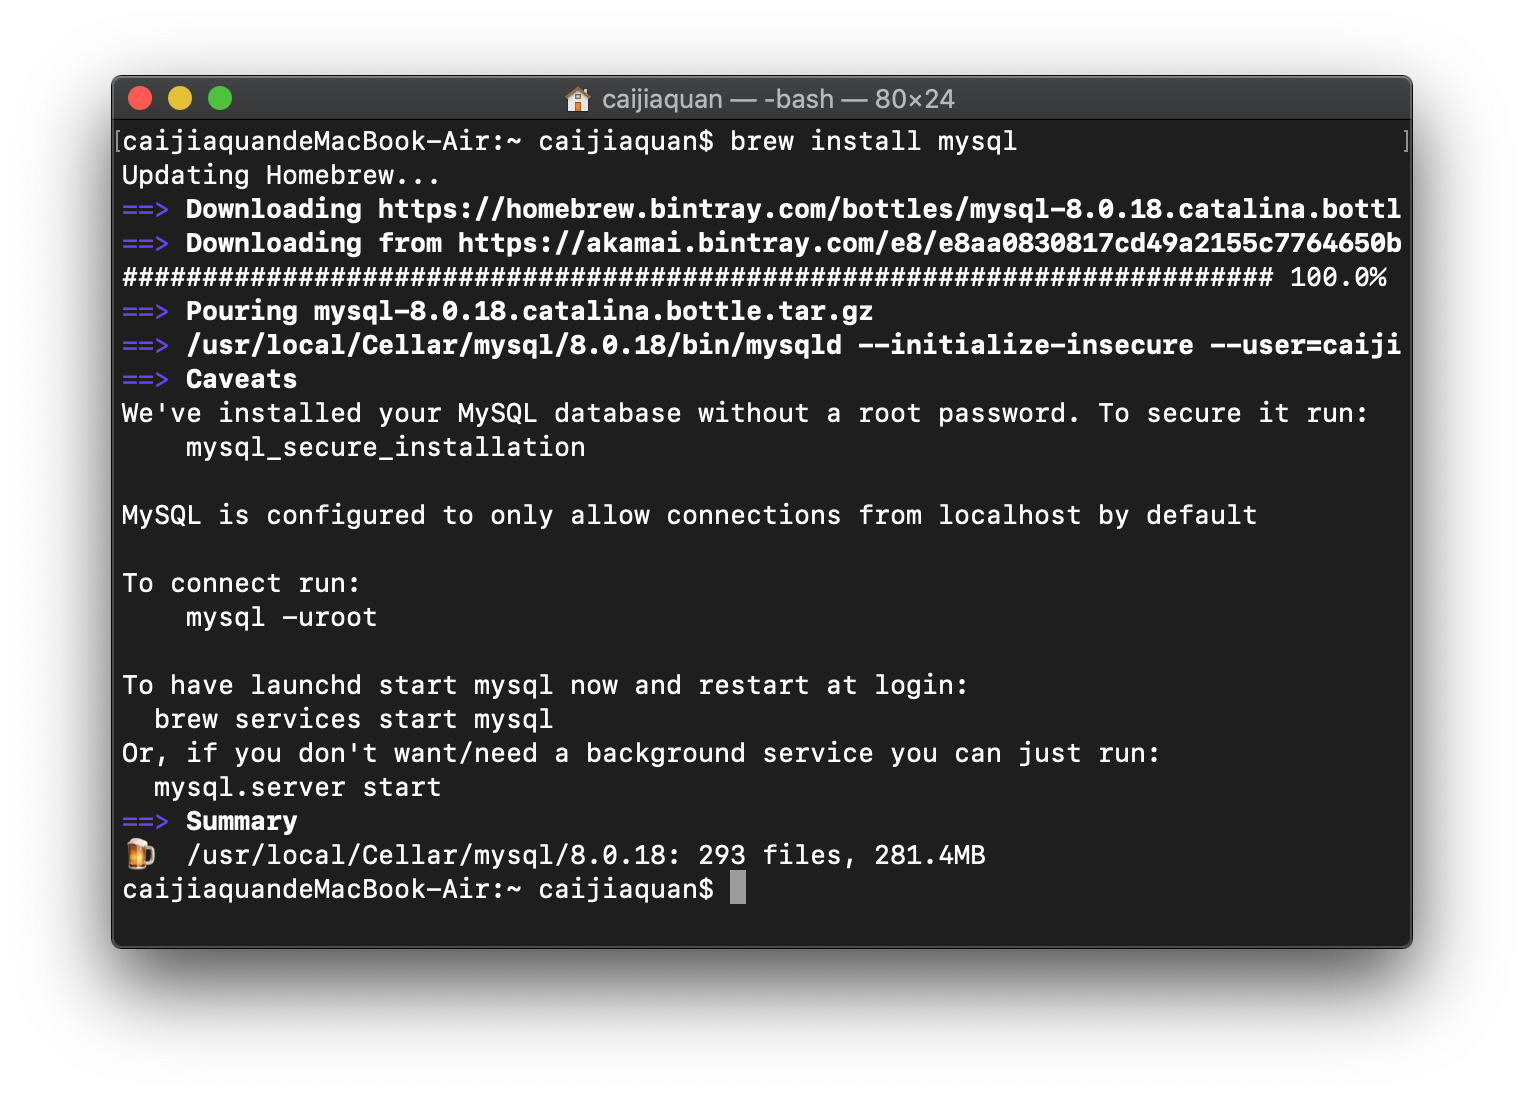 caijiaquan — -bash — 80×24
[caijiaquandeMacBook-Air:~ caijiaquan$ brew install mysql ]
Updating Homebrew...
==> Downloading https://homebrew.bintray.com/bottles/mysql-8.0.18.catalina.bottl
==> Downloading from https://akamai.bintray.com/e8/e8aa0830817cd49a2155c7764650b
######################################################################## 100.0%
==> Pouring mysql-8.0.18.catalina.bottle.tar.gz
==> /usr/local/Cellar/mysql/8.0.18/bin/mysqld --initialize-insecure --user=caiji
==> Caveats
We've installed your MySQL database without a root password. To secure it run:
    mysql_secure_installation

MySQL is configured to only allow connections from localhost by default

To connect run:
    mysql -uroot

To have launchd start mysql now and restart at login:
  brew services start mysql
Or, if you don't want/need a background service you can just run:
  mysql.server start
==> Summary
🍺  /usr/local/Cellar/mysql/8.0.18: 293 files, 281.4MB
caijiaquandeMacBook-Air:~ caijiaquan$